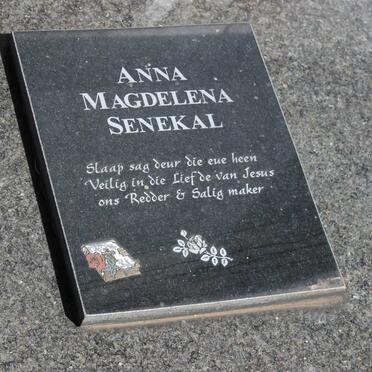 ANNA
MAGDELENA
SENEKAL
Slaap sag deur die eue heen
Veilig in die Liefde van Jesus
ons Redder & Salig maker